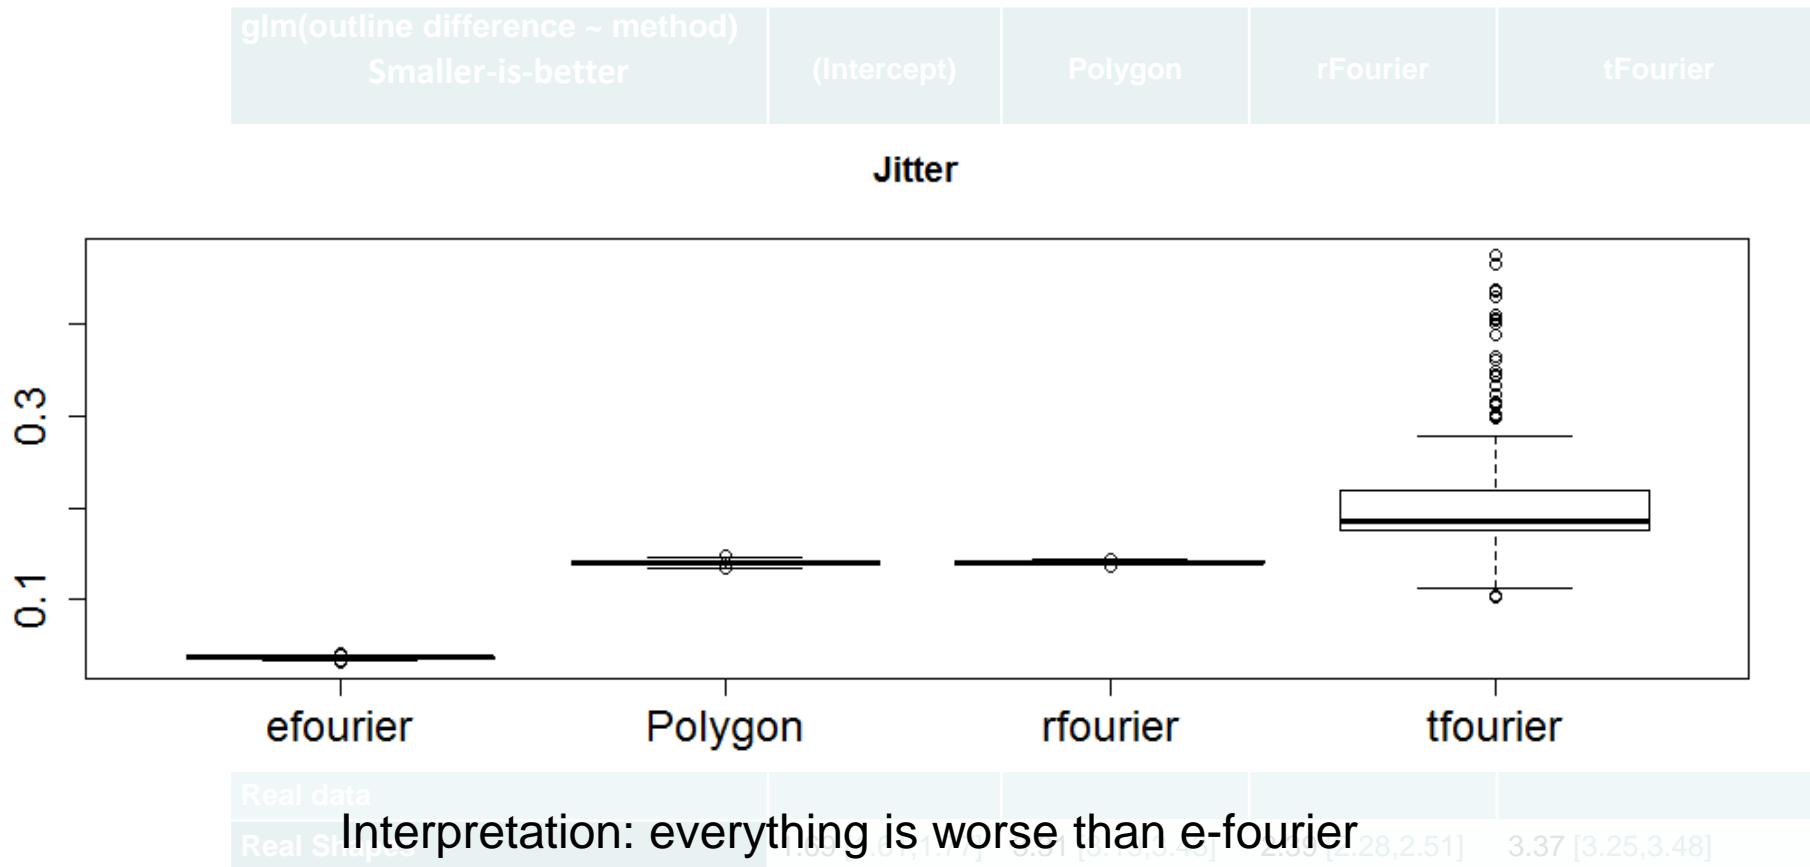 glm(outline difference ~ method)
Smaller-is-better (Intercept) Polygon rFourier tFourier
Jitter
0.3
0.1
efourier Polygon rfourier tfourier
Real data
Interpretation: everything is worse than e-fourier
Real 3.37 [3.25,3.48]